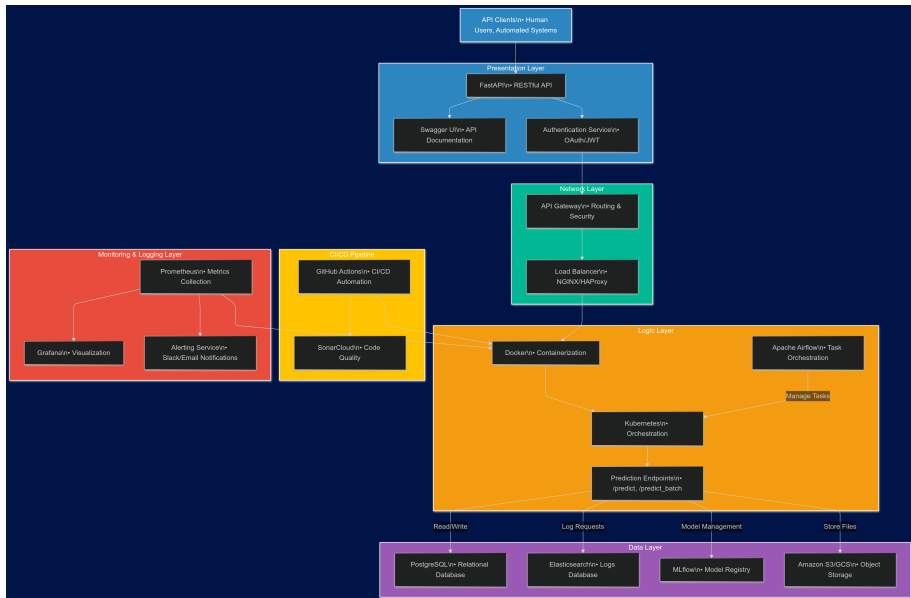 API Clients\n• Human
Users, Automated Systems
Presentation Layer
FastAPI\n• RESTful API
Swagger UI\n• API
Documentation
Authentication Service\n•
OAuth/JWT
Network Layer
API Gateway\n• Routing &
Security
Load Balancer\n•
NGINX/HAProxy
Monitoring & Logging Layer
Prometheus\n• Metrics
Collection
Grafana\n• Visualization
Alerting Service\n•
Slack/Email Notifications
CI/CD Pipeline
GitHub Actions\n• CI/CD
Automation
SonarCloud\n• Code
Quality
Logic Layer
Docker\n• Containerization
Apache Airflow\n• Task
Orchestration
Manage Tasks
Kubernetes\n•
Orchestration
Prediction Endpoints\n•
/predict, /predict_batch
Read/Write
Log Requests
Model Management
Store Files
Data Layer
PostgreSQL\n• Relational
Database
Elasticsearch\n• Logs
Database
MLflow\n• Model Registry
Amazon S3/GCS\n• Object
Storage